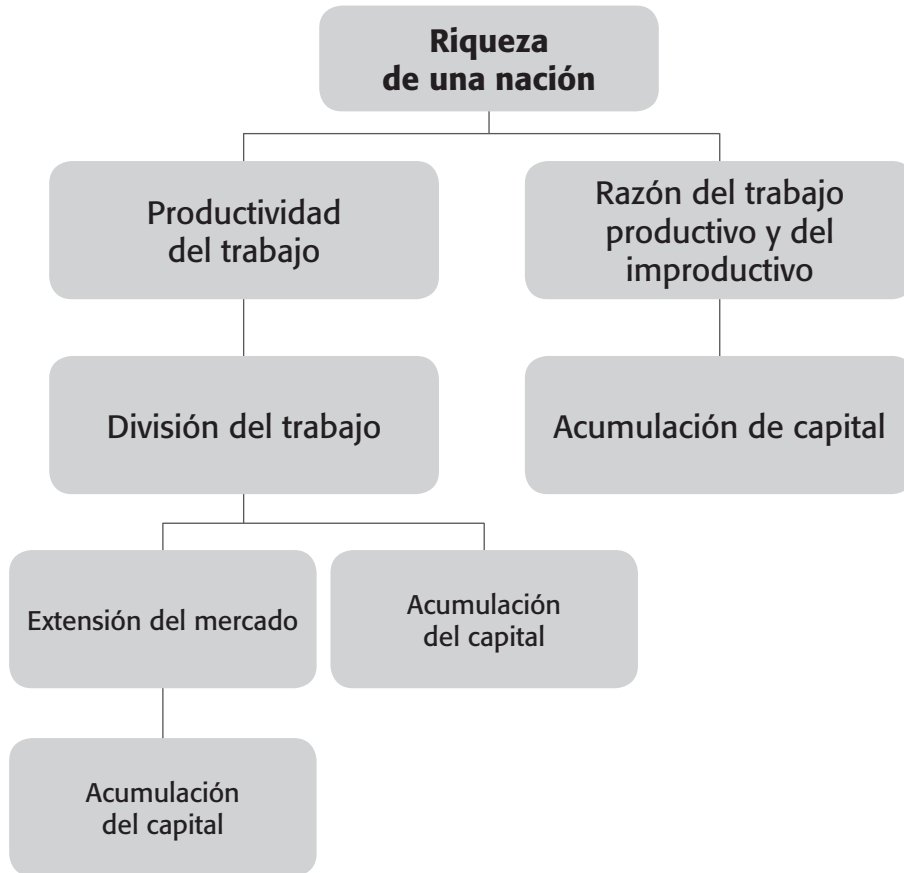 Riqueza
de una nación
Productividad
del trabajo
Razón del trabajo
productivo y del
improductivo
División del trabajo
Acumulación de capital
Extensión del mercado
Acumulación
del capital
Acumulación
del capital